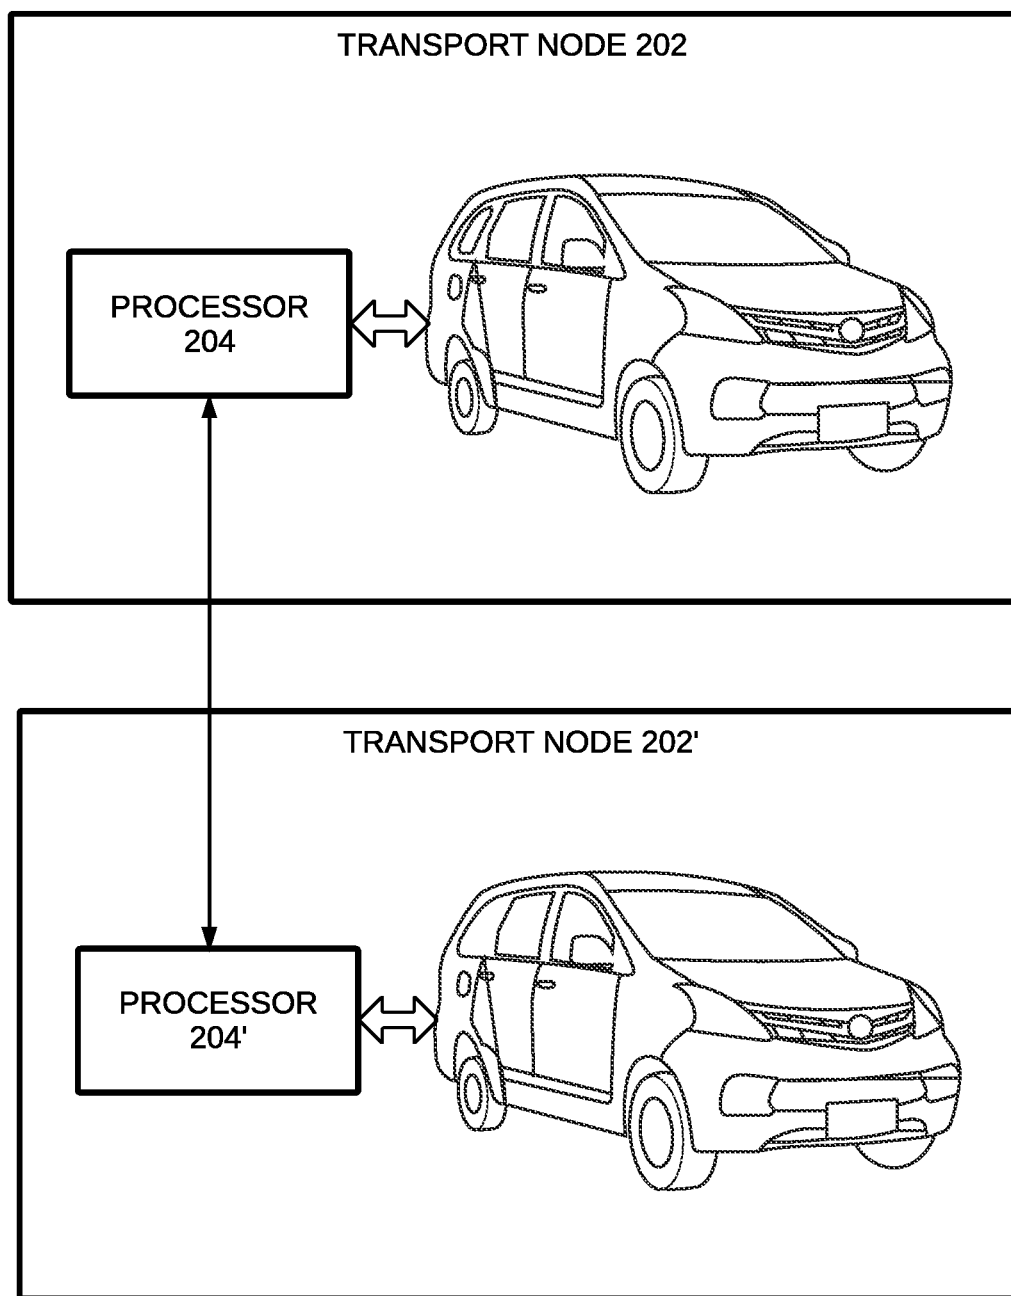 TRANSPORT NODE 202
PROCESSOR
204
TRANSPORT NODE 202'
PROCESSOR
204'